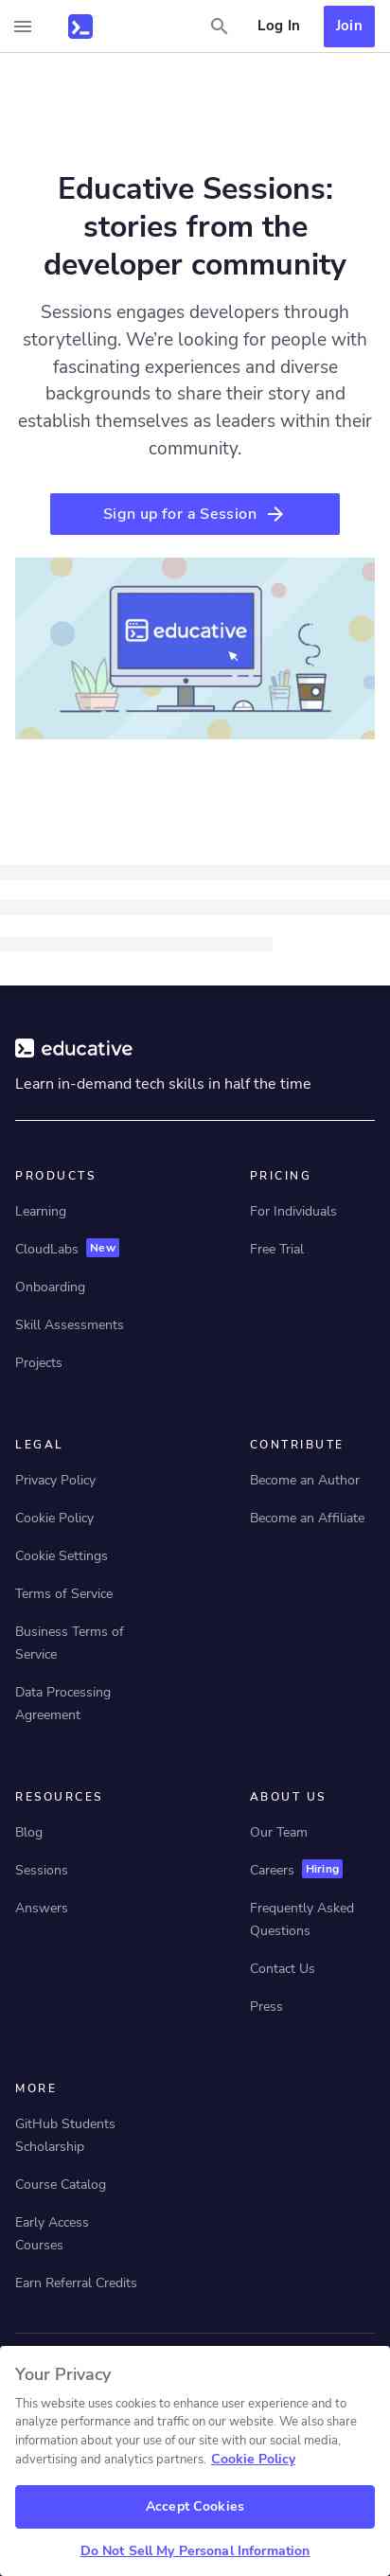 Log In
Join
Educative Sessions:
stories from the
developer community
Sessions engages developers through
storytelling. We’re looking for people with
fascinating experiences and diverse
backgrounds to share their story and
establish themselves as leaders within their
community.
Sign up for a Session
educative
educative
Learn in-demand tech skills in half the time
PRODUCTS
Learning
CloudLabs New
Onboarding
Skill Assessments
Projects
PRICING
For Individuals
Free Trial
LEGAL
Privacy Policy
Cookie Policy
Cookie Settings
Terms of Service
Business Terms of
Service
Data Processing
Agreement
CONTRIBUTE
Become an Author
Become an Affiliate
RESOURCES
Blog
Sessions
Answers
ABOUT US
Our Team
Careers Hiring
Frequently Asked
Questions
Contact Us
Press
MORE
GitHub Students
Scholarship
Course Catalog
Early Access
Courses
Earn Referral Credits
Your Privacy
This website uses cookies to enhance user experience and to
analyze performance and traffic on our website. We also share
information about your use of our site with our social media,
advertising and analytics partners. Cookie Policy
Accept Cookies
Do Not Sell My Personal Information